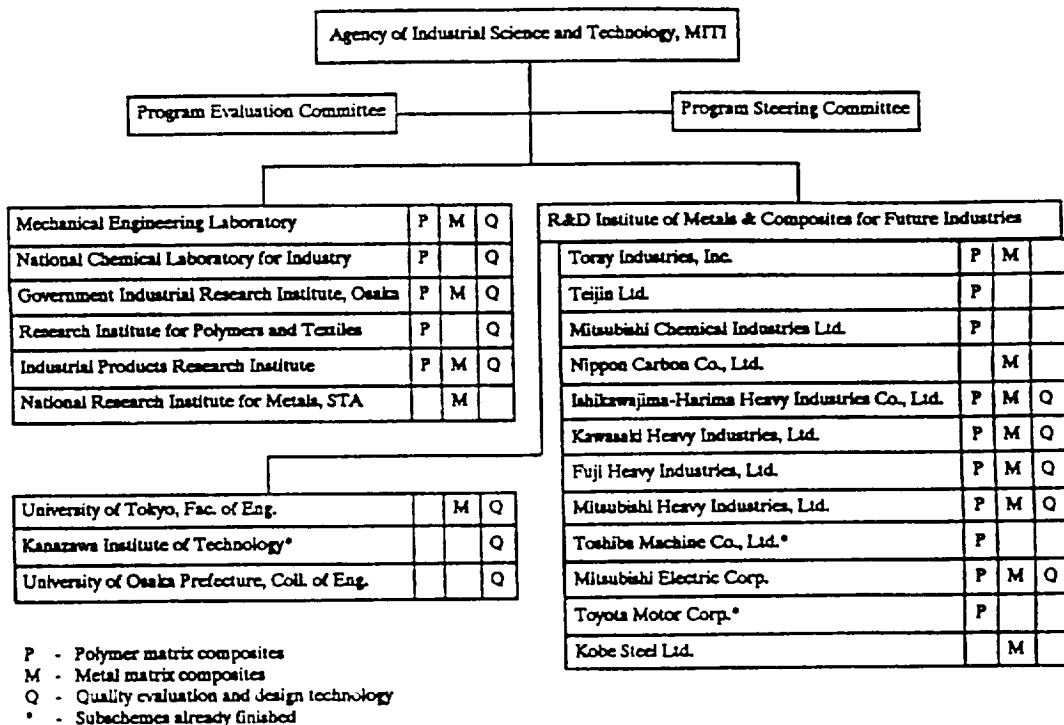 Agency of Industrial Science and Technology, MITI
Program Evaluation Committee
Program Steering Committee
Mechanical Engineering Laboratory P M Q
National Chemical Laboratory for Industry P Q
Government Industrial Research Institute, Osaka P M Q
Research Institute for Polymers and Textiles P Q
Industrial Products Research Institute P M Q
National Research Institute for Metals, STA M
University of Tokyo, Fac. of Eng. M Q
Kanazawa Institute of Technology* Q
University of Osaka Prefecture, Coll. of Eng. Q
R&D Institute of Metals & Composites for Future Industries
Toray Industries, Inc. P M
Teijin Ltd. P
Mitsubishi Chemical Industries Ltd. P
Nippon Carbon Co., Ltd. M
Ishikawajima-Harima Heavy Industries Co., Ltd. P M Q
Kawasaki Heavy Industries, Ltd. P M Q
Fuji Heavy Industries, Ltd. P M Q
Mitsubishi Heavy Industries, Ltd. P M Q
Toshiba Machine Co., Ltd.* P
Mitsubishi Electric Corp. P M Q
Toyota Motor Corp.* P
Kobe Steel Ltd. M
P - Polymer matrix composites
M - Metal matrix composites
Q - Quality evaluation and design technology
* - Subschemes already finished